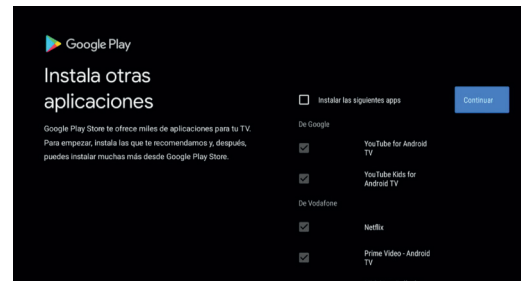 Google Play
Instala otras
aplicaciones
Google Play Store te ofrece miles de aplicaciones para tu TV.
Para empezar, instala las que te recomendamos y, después,
puedes instalar muchas más desde Google Play Store.
Instalar las siguientes apps
Continuar
De Google
YouTube for Android
TV
YouTube Kids for
Android TV
De Vodafone
Netflix
Prime Video - Android
TV